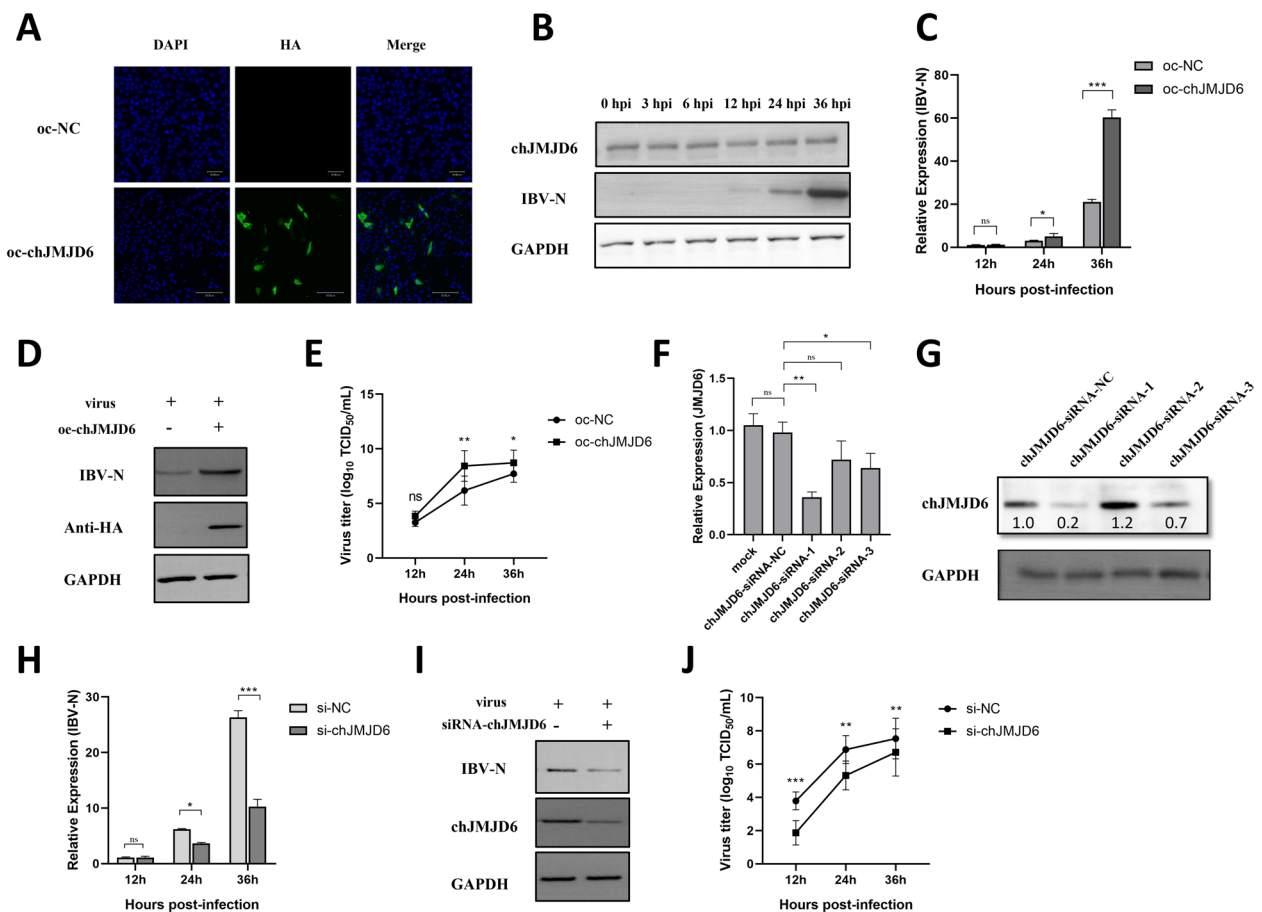 A
DAPI HA Merge
oc-NC
oc-chJMJD6
B
0 hpi 3 hpi 6 hpi 12 hpi 24 hpi 36 hpi
chJMJD6
IBV-N
GAPDH
C
oc-NC
oc-chJMJD6
Relative Expression (IBV-N)
80
60
40
20
0
ns
*
***
12h 24h 36h
Hours post-infection
D
virus + +
oc-chJMJD6 - +
IBV-N
Anti-HA
GAPDH
E
Virus titer (log10 TCID50/mL)
15
10
5
0
ns
**
*
oc-NC
oc-chJMJD6
12h 24h 36h
Hours post-infection
F
Relative Expression (JMJD6)
1.5
1.0
0.5
0.0
*
ns
ns
**
mock
chJMJD6-siRNA-NC
chJMJD6-siRNA-1
chJMJD6-siRNA-2
chJMJD6-siRNA-3
G
chJMJD6-siRNA-NC
chJMJD6-siRNA-1
chJMJD6-siRNA-2
chJMJD6-siRNA-3
chJMJD6
1.0 0.2 1.2 0.7
GAPDH
H
Relative Expression (IBV-N)
30
20
10
0
ns
*
***
si-NC
si-chJMJD6
12h 24h 36h
Hours post-infection
I
virus + +
siRNA-chJMJD6 - +
IBV-N
chJMJD6
GAPDH
J
Virus titer (log10 TCID50/mL)
10
8
6
4
2
0
***
**
**
si-NC
si-chJMJD6
12h 24h 36h
Hours post-infection